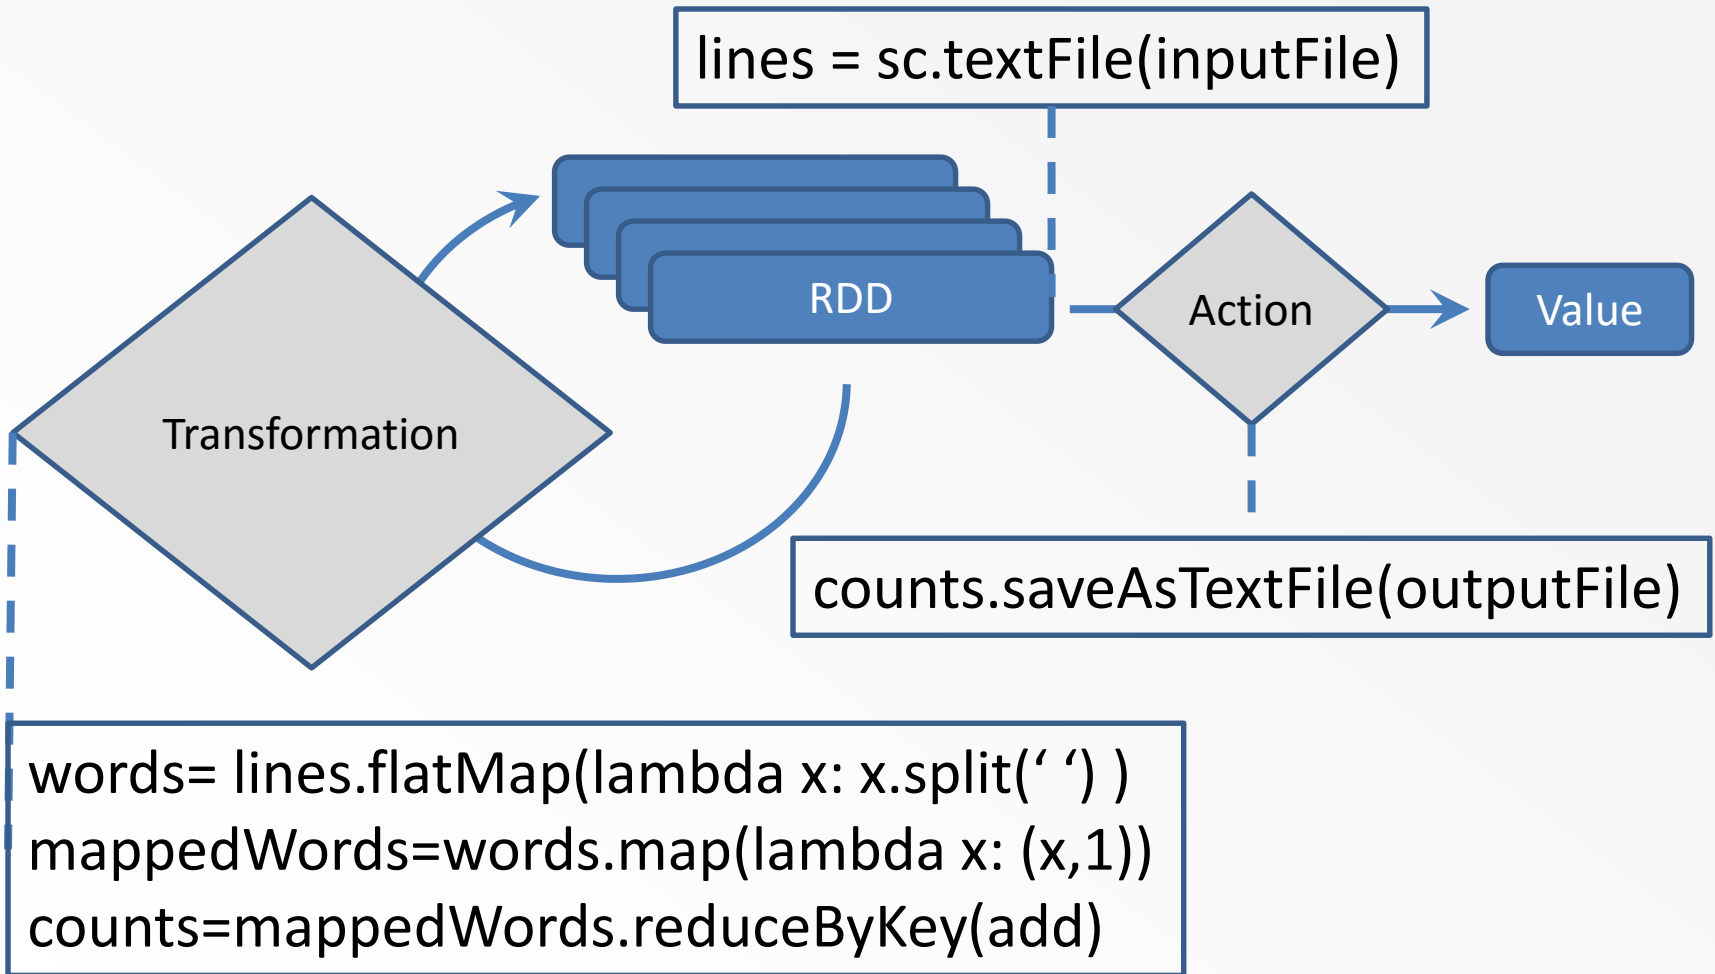 lines = sc.textFile(inputFile)
RDD
Action
Value
Transformation
counts.saveAsTextFile(outputFile)
words= lines.flatMap(lambda x: x.split(‘ ‘) )
mappedWords=words.map(lambda x: (x,1))
counts=mappedWords.reduceByKey(add)